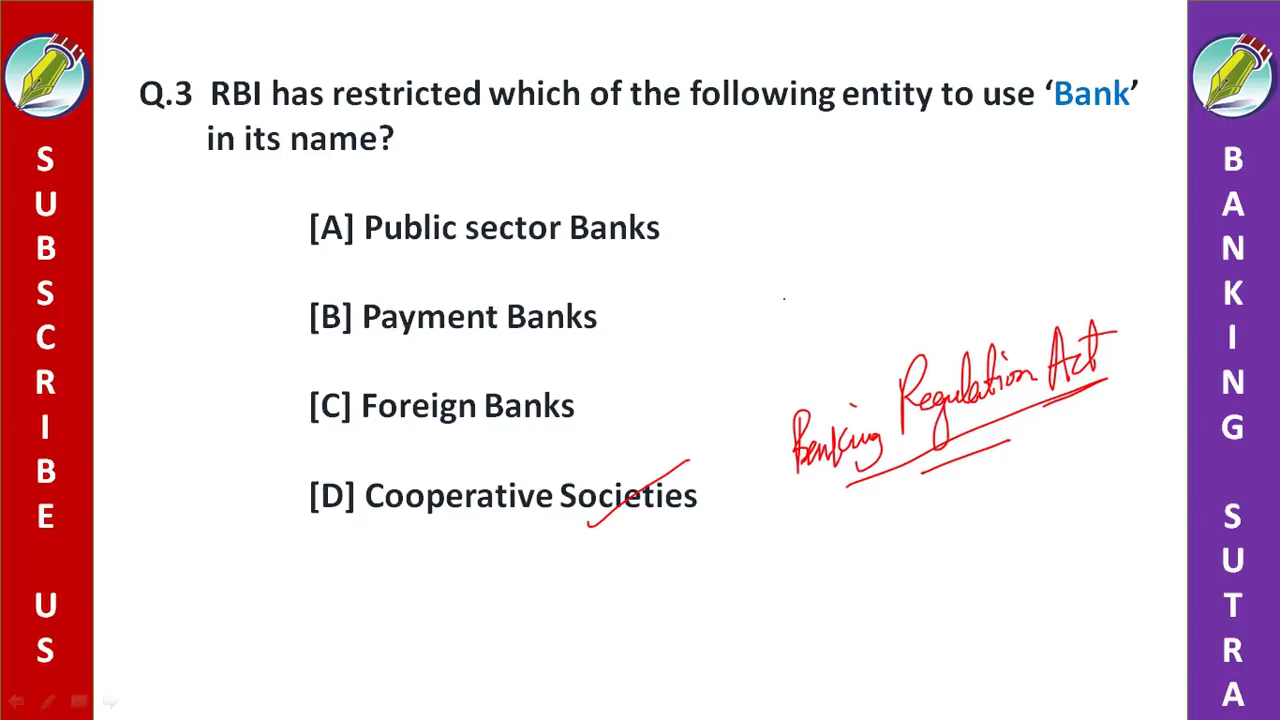 SUBSCRIBE US
Q.3 RBI has restricted which of the following entity to use ‘Bank’
in its name?
[A] Public sector Banks
[B] Payment Banks
[C] Foreign Banks
[D] Cooperative Societies
Banking Regulation Act
BANKING SUTRA